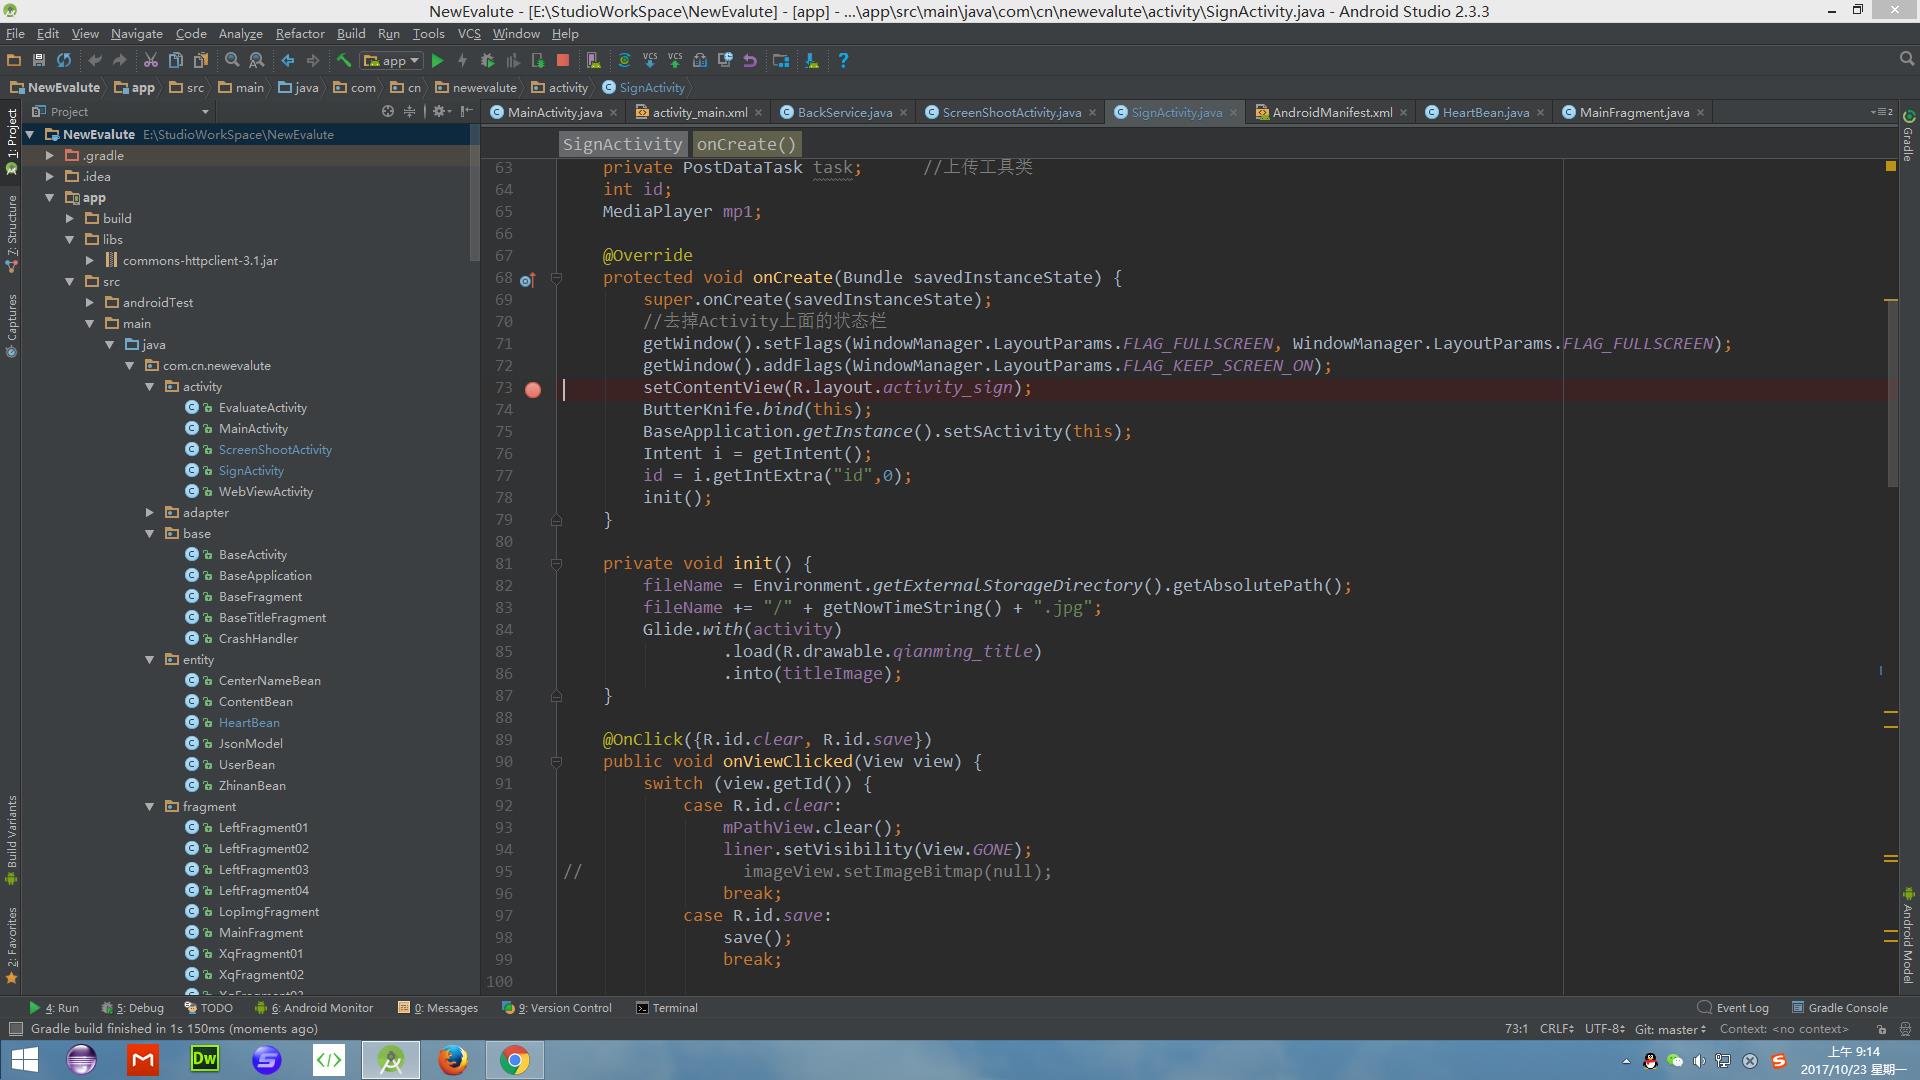 NewEvalute - [E:\StudioWorkSpace\NewEvalute] - [app] - ...\app\src\main\java\com\cn\newevalute\activity\SignActivity.java - Android Studio 2.3.3
File Edit View Navigate Code Analyze Refactor Build Run Tools VCS Window Help
app
NewEvalute app src main java com cn newevalute activity SignActivity
Project
MainActivity.java activity_main.xml BackService.java ScreenShootActivity.java SignActivity.java AndroidManifest.xml HeartBean.java MainFragment.java
1: Project
7: Structure
Captures
Build Variants
2: Favorites
NewEvalute E:\StudioWorkSpace\NewEvalute
.gradle
.idea
app
build
libs
commons-httpclient-3.1.jar
src
androidTest
main
java
com.cn.newevalute
activity
EvaluateActivity
MainActivity
ScreenShootActivity
SignActivity
WebViewActivity
adapter
base
BaseActivity
BaseApplication
BaseFragment
BaseTitleFragment
CrashHandler
entity
CenterNameBean
ContentBean
HeartBean
JsonModel
UserBean
ZhinanBean
fragment
LeftFragment01
LeftFragment02
LeftFragment03
LeftFragment04
LopImgFragment
MainFragment
XqFragment01
XqFragment02
SignActivity onCreate()
63 private PostDataTask task; //上传工具类
64 int id;
65 MediaPlayer mp1;
66
67 @Override
68 protected void onCreate(Bundle savedInstanceState) {
69 super.onCreate(savedInstanceState);
70 //去掉Activity上面的状态栏
71 getWindow().setFlags(WindowManager.LayoutParams.FLAG_FULLSCREEN, WindowManager.LayoutParams.FLAG_FULLSCREEN);
72 getWindow().addFlags(WindowManager.LayoutParams.FLAG_KEEP_SCREEN_ON);
73 setContentView(R.layout.activity_sign);
74 ButterKnife.bind(this);
75 BaseApplication.getInstance().setSActivity(this);
76 Intent i = getIntent();
77 id = i.getIntExtra("id",0);
78 init();
79 }
80
81 private void init() {
82 fileName = Environment.getExternalStorageDirectory().getAbsolutePath();
83 fileName += "/" + getNowTimeString() + ".jpg";
84 Glide.with(activity)
85 .load(R.drawable.qianming_title)
86 .into(titleImage);
87 }
88
89 @OnClick({R.id.clear, R.id.save})
90 public void onViewClicked(View view) {
91 switch (view.getId()) {
92 case R.id.clear:
93 mPathView.clear();
94 liner.setVisibility(View.GONE);
95 // imageView.setImageBitmap(null);
96 break;
97 case R.id.save:
98 save();
99 break;
100
Gradle
Android Model
4: Run 5: Debug TODO 6: Android Monitor 0: Messages 9: Version Control Terminal Event Log Gradle Console
Gradle build finished in 1s 150ms (moments ago) 73:1 CRLF UTF-8 Git: master Context: <no context>
Dw
上午 9:14
2017/10/23 星期一